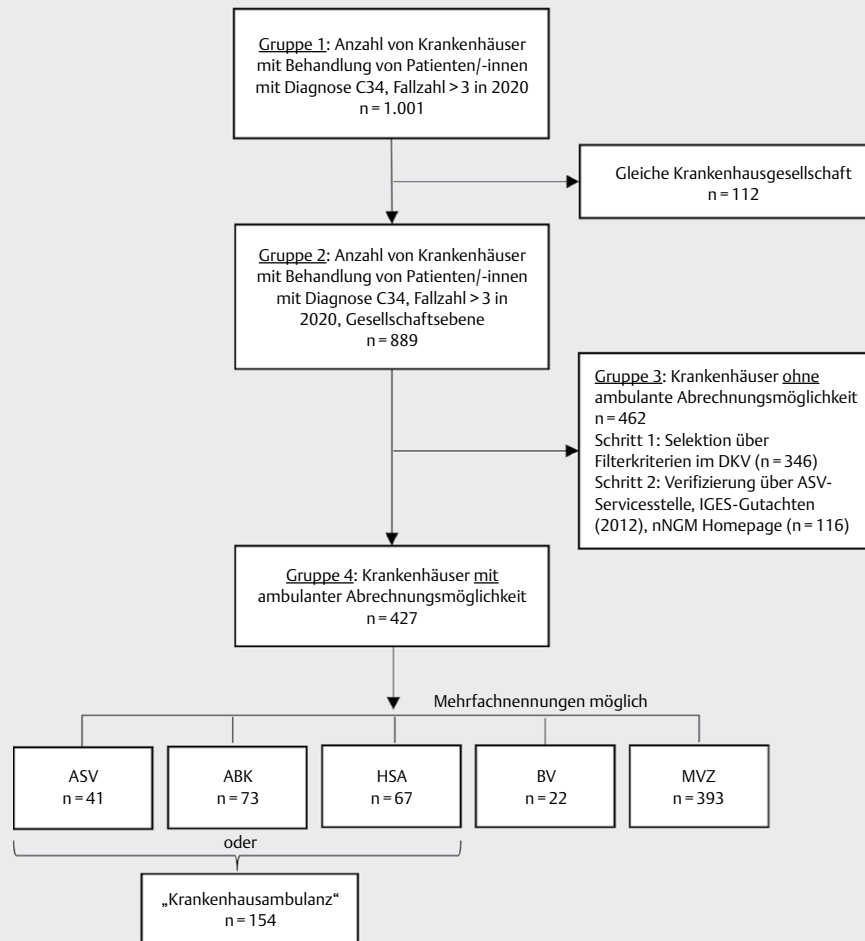 Gruppe 1: Anzahl von Krankenhäuser
mit Behandlung von Patienten/-innen
mit Diagnose C34, Fallzahl > 3 in 2020
n = 1.001
Gleiche Krankenhausgesellschaft
n = 112
Gruppe 2: Anzahl von Krankenhäuser
mit Behandlung von Patienten/-innen
mit Diagnose C34, Fallzahl > 3 in
2020, Gesellschaftsebene
n = 889
Gruppe 3: Krankenhäuser ohne
ambulante Abrechnungsmöglichkeit
n = 462
Schritt 1: Selektion über
Filterkriterien im DKV (n = 346)
Schritt 2: Verifizierung über ASV-
Servicesstelle, IGES-Gutachten
(2012), nNGM Homepage (n = 116)
Gruppe 4: Krankenhäuser mit
ambulanter Abrechnungsmöglichkeit
n = 427
Mehrfachnennungen möglich
ASV
n = 41
ABK
n = 73
HSA
n = 67
BV
n = 22
MVZ
n = 393
oder
„Krankenhausambulanz“
n = 154